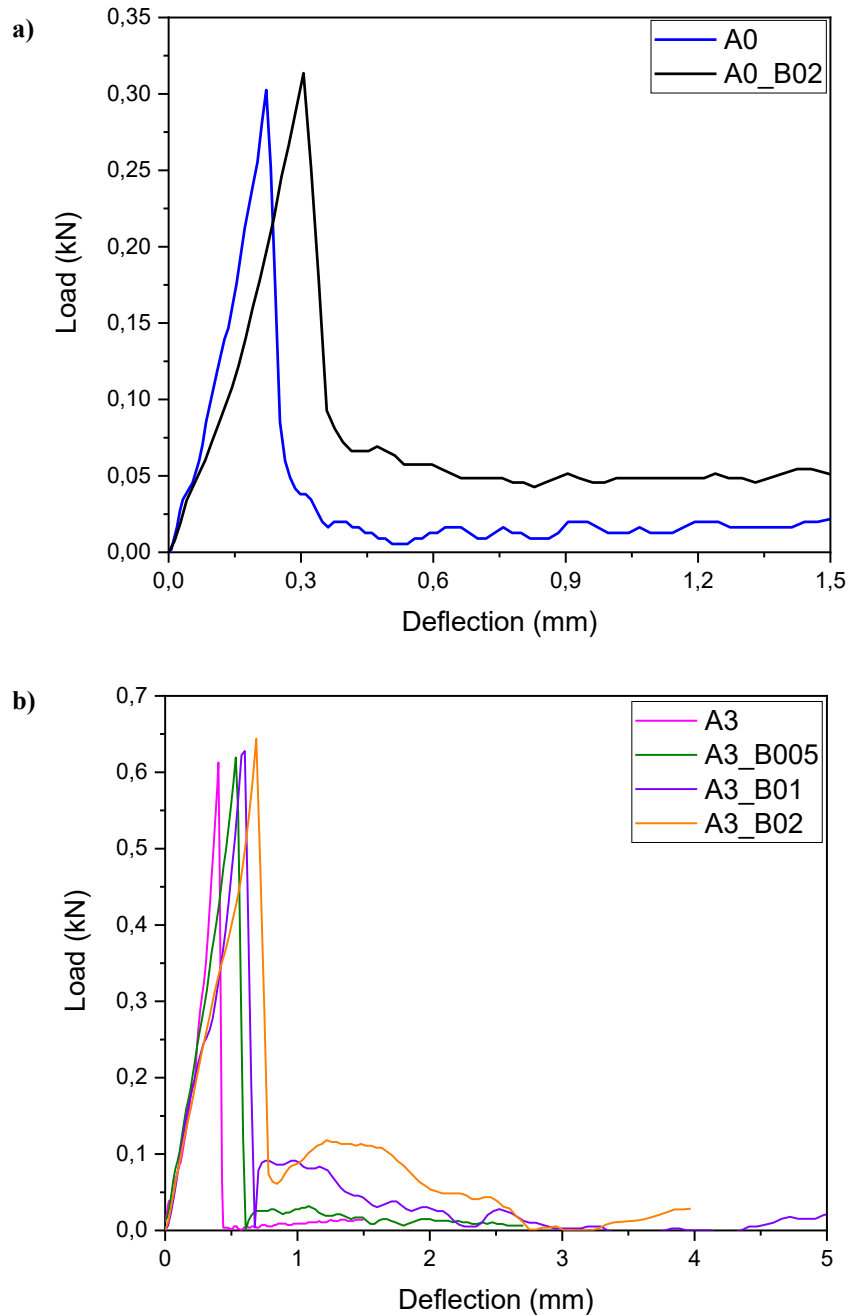 a)
0,35
0,30
0,25
0,20
0,15
0,10
0,05
0,00
Load (kN)
A0
A0_B02
0,0 0,3 0,6 0,9 1,2 1,5
Deflection (mm)
b)
0,7
0,6
0,5
0,4
0,3
0,2
0,1
0,0
Load (kN)
A3
A3_B005
A3_B01
A3_B02
0 1 2 3 4 5
Deflection (mm)